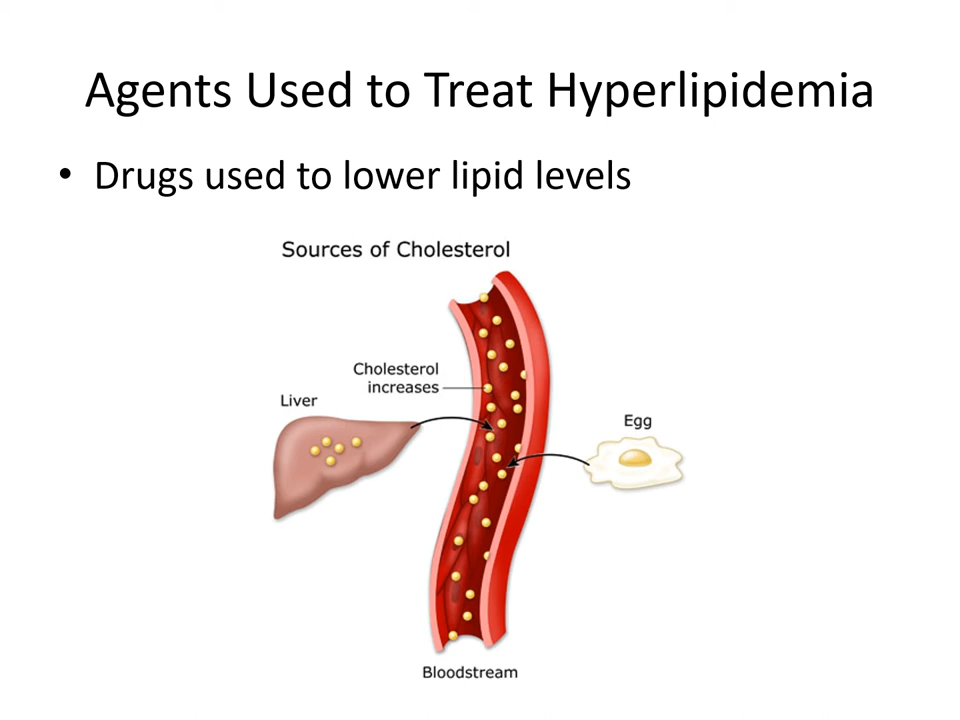 Agents Used to Treat Hyperlipidemia
• Drugs used to lower lipid levels
Sources of Cholesterol
Cholesterol
increases
Liver
Egg
Bloodstream